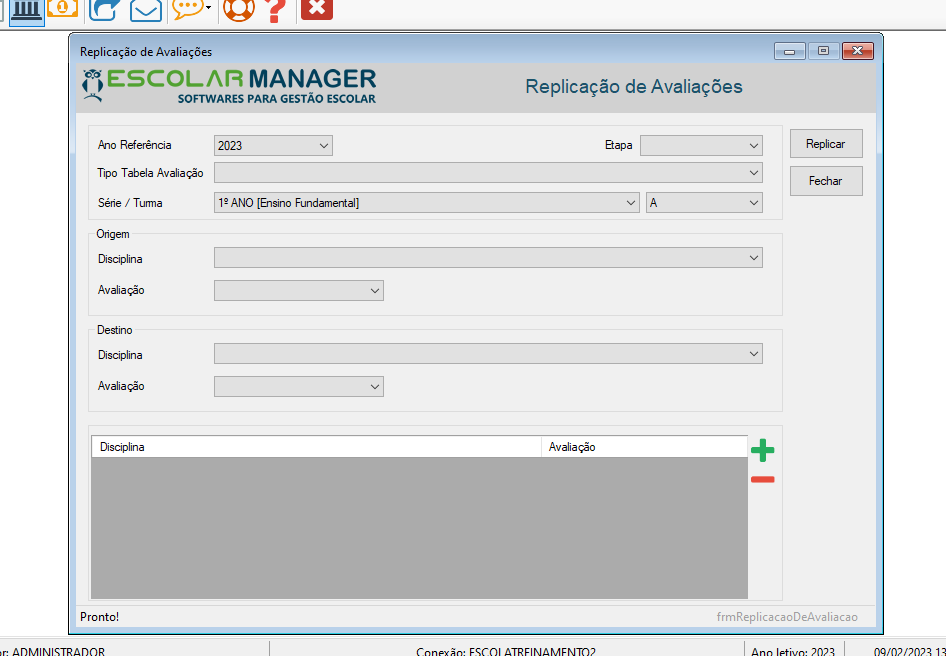 Replicação de Avaliações
ESCOLAR MANAGER
SOFTWARES PARA GESTÃO ESCOLAR
Replicação de Avaliações
Ano Referência 2023 Etapa
Replicar
Tipo Tabela Avaliação
Fechar
Série / Turma 1º ANO [Ensino Fundamental] A
Origem
Disciplina
Avaliação
Destino
Disciplina
Avaliação
Disciplina Avaliação
Pronto! frmReplicacaoDeAvaliacao
or: ADMINISTRADOR Conexão: ESCOLATREINAMENTO2 Ano letivo: 2023 09/02/2023 13